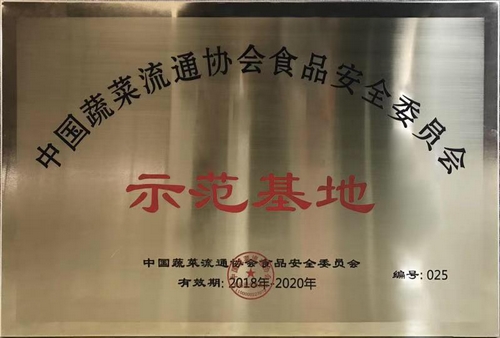 中国蔬菜流通协会食品安全委员会
示范基地
中国蔬菜流通协会食品安全委员会
编号: 025
有效期: 2018年-2020年